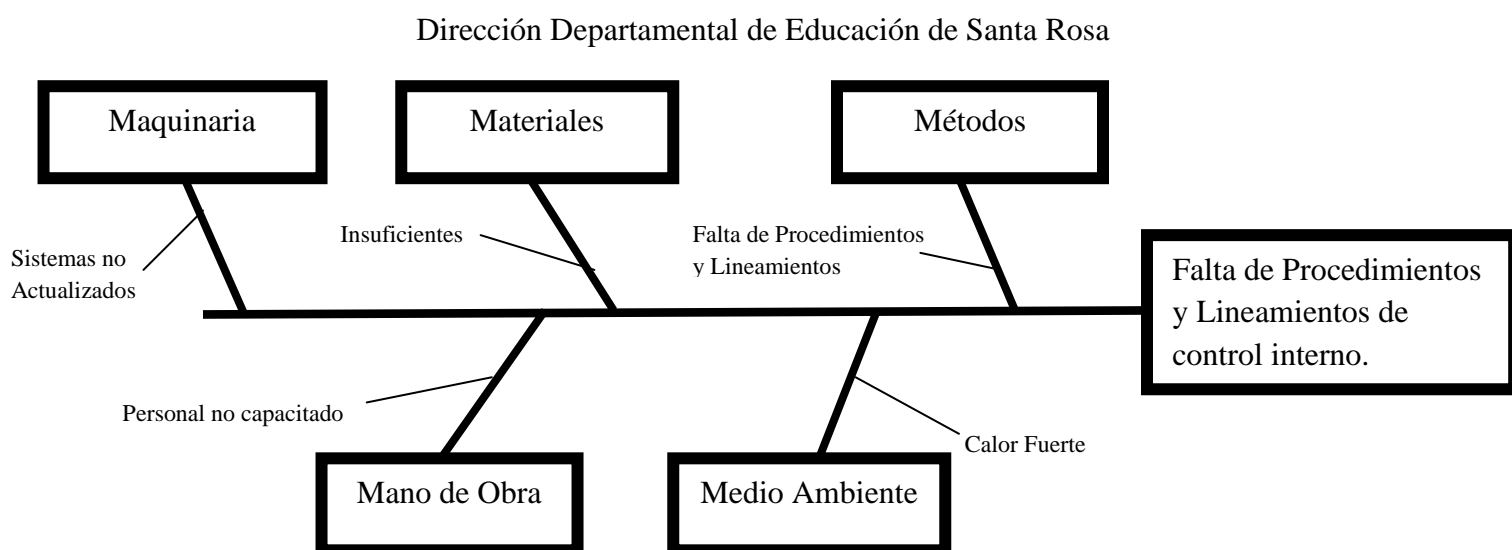 Dirección Departamental de Educación de Santa Rosa
Maquinaria
Materiales
Métodos
Insuficientes
Falta de Procedimientos
y Lineamientos
Sistemas no
Actualizados
Falta de Procedimientos
y Lineamientos de
control interno.
Personal no capacitado
Calor Fuerte
Mano de Obra
Medio Ambiente